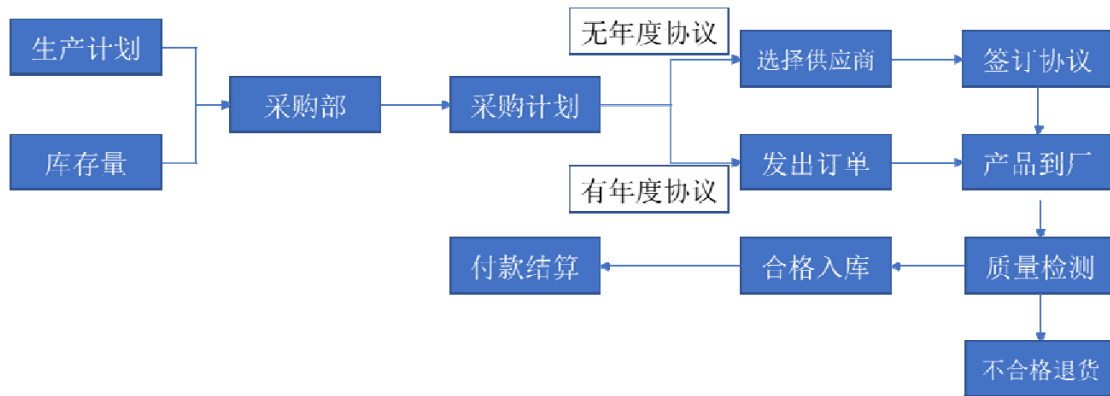 无年度协议
生产计划
选择供应商
签订协议
采购部
采购计划
库存量
发出订单
产品到厂
有年度协议
付款结算
合格入库
质量检测
不合格退货